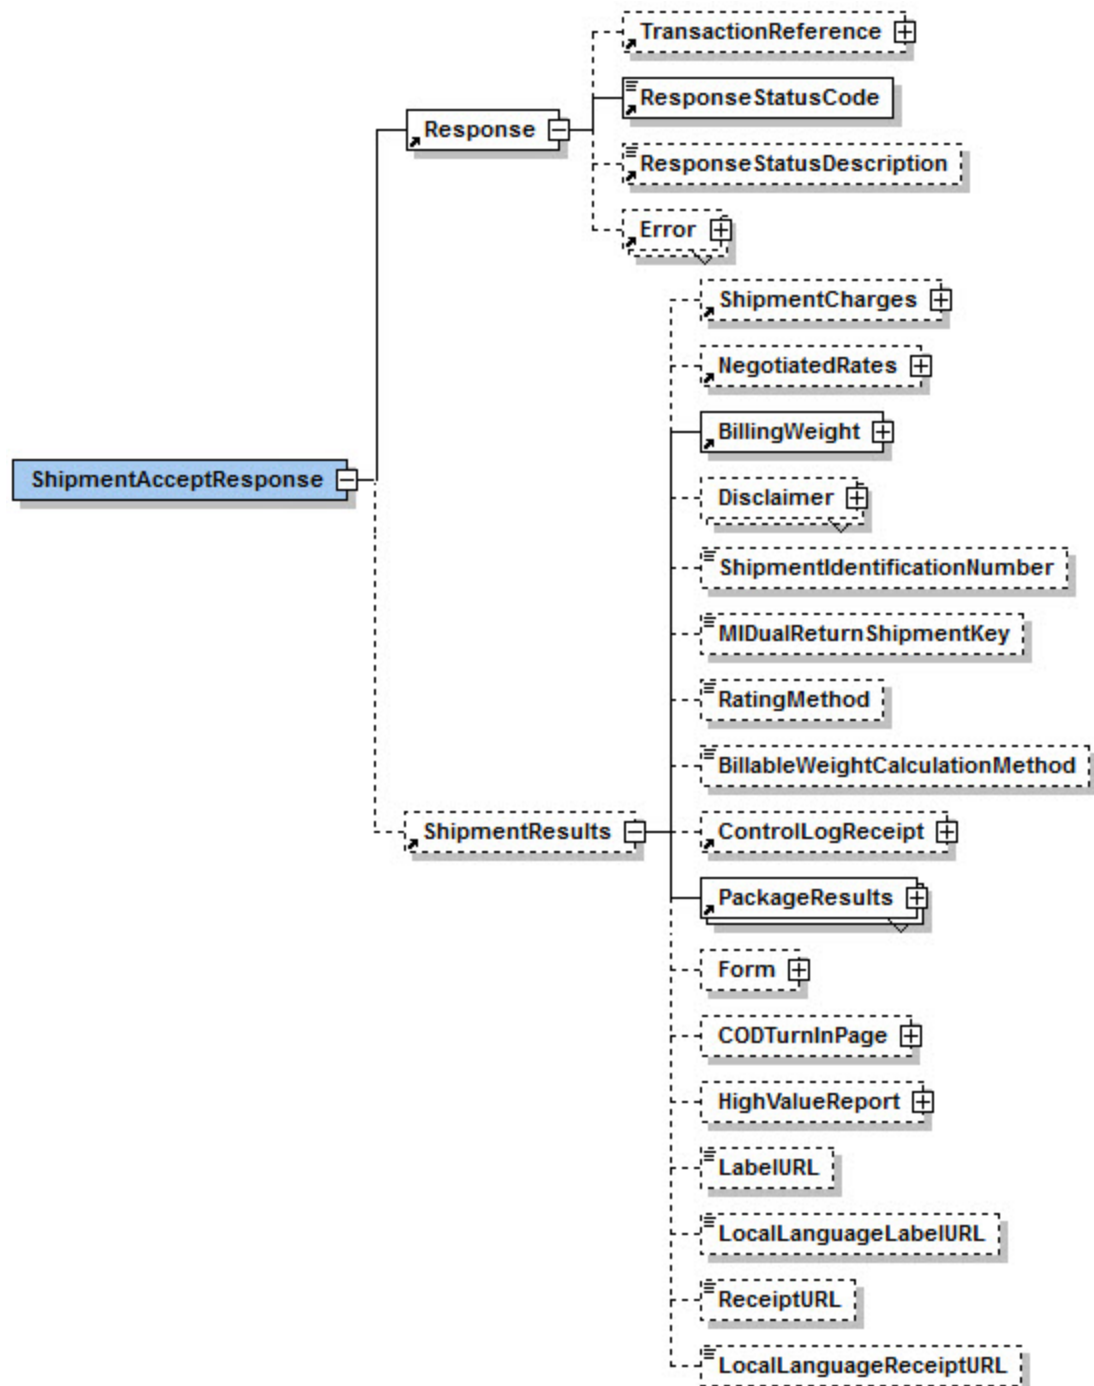 TransactionReference
ResponseStatusCode
Response
ResponseStatusDescription
Error
ShipmentCharges
NegotiatedRates
BillingWeight
ShipmentAcceptResponse
Disclaimer
ShipmentIdentificationNumber
MIDualReturnShipmentKey
RatingMethod
BillableWeightCalculationMethod
ShipmentResults
ControlLogReceipt
PackageResults
Form
CODTurnInPage
HighValueReport
LabelURL
LocalLanguageLabelURL
ReceiptURL
LocalLanguageReceiptURL